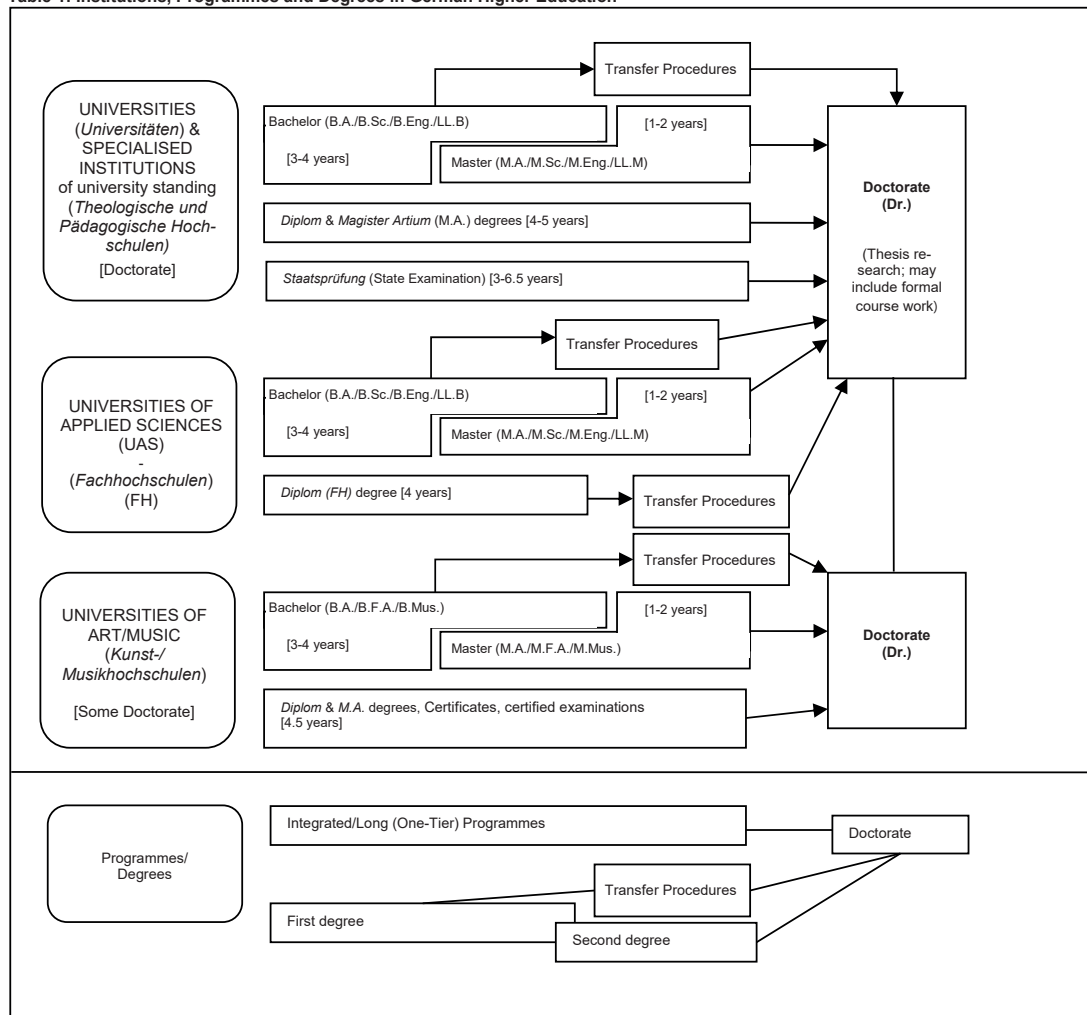 Table 1: Institutions, Programmes and Degrees in German Higher Education
UNIVERSITIES
(Universitäten) &
SPECIALISED
INSTITUTIONS
of university standing
(Theologische und
Pädagogische Hoch-
schulen)
[Doctorate]
Transfer Procedures
Bachelor (B.A./B.Sc./B.Eng./LL.B)
[3-4 years]
[1-2 years]
Master (M.A./M.Sc./M.Eng./LL.M)
Diplom & Magister Artium (M.A.) degrees [4-5 years]
Staatsprüfung (State Examination) [3-6.5 years]
Doctorate
(Dr.)
(Thesis re-
search; may
include formal
course work)
UNIVERSITIES OF
APPLIED SCIENCES
(UAS)
-
(Fachhochschulen)
(FH)
Transfer Procedures
Bachelor (B.A./B.Sc./B.Eng./LL.B)
[3-4 years]
[1-2 years]
Master (M.A./M.Sc./M.Eng./LL.M)
Diplom (FH) degree [4 years]
Transfer Procedures
UNIVERSITIES OF
ART/MUSIC
(Kunst-/
Musikhochschulen)
[Some Doctorate]
Transfer Procedures
Bachelor (B.A./B.F.A./B.Mus.)
[3-4 years]
[1-2 years]
Master (M.A./M.F.A./M.Mus.)
Diplom & M.A. degrees, Certificates, certified examinations
[4.5 years]
Doctorate
(Dr.)
Programmes/
Degrees
Integrated/Long (One-Tier) Programmes
Doctorate
Transfer Procedures
First degree
Second degree